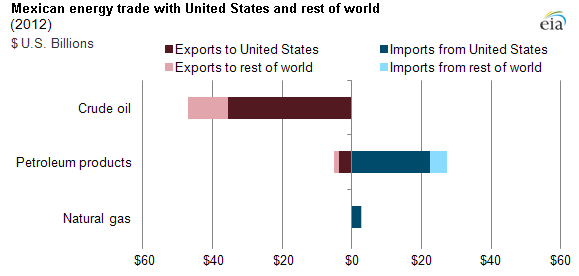 Mexican energy trade with United States and rest of world
(2012)
$ U.S. Billions
eia
Exports to United States
Imports from United States
Exports to rest of world
Imports from rest of world
Crude oil
Petroleum products
Natural gas
$60 $40 $20 $0 $20 $40 $60